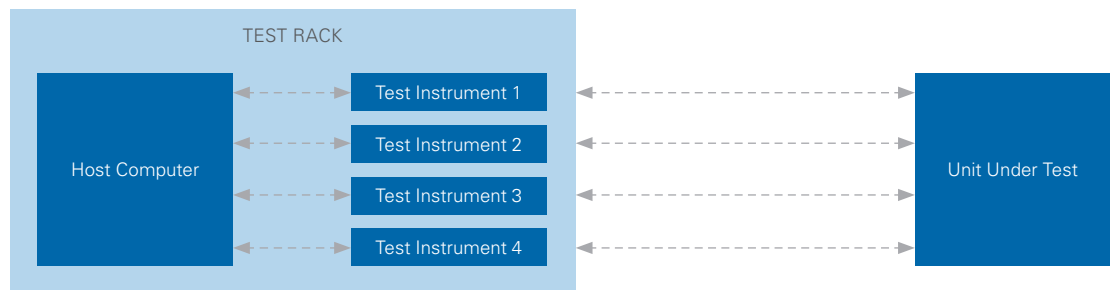 TEST RACK
Host Computer
Test Instrument 1
Test Instrument 2
Test Instrument 3
Test Instrument 4
Unit Under Test